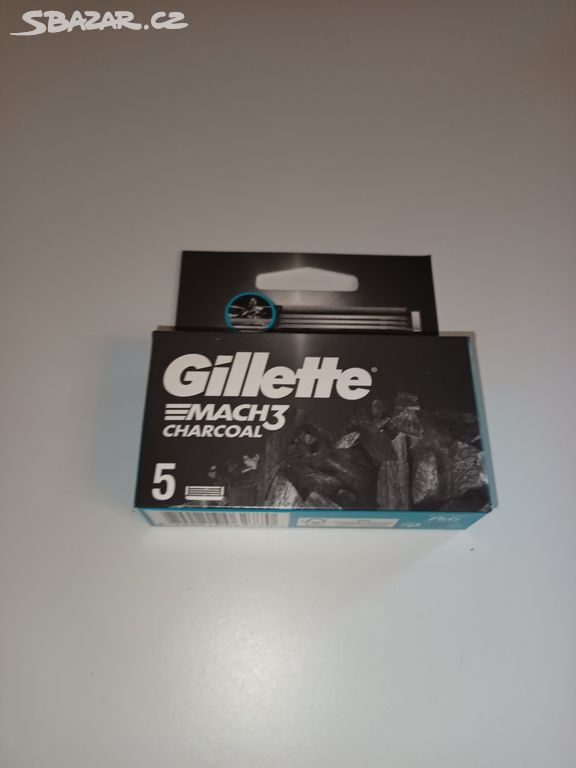 SBAZAR.CZ
Gillette®
MACH3
CHARCOAL
5
P&G